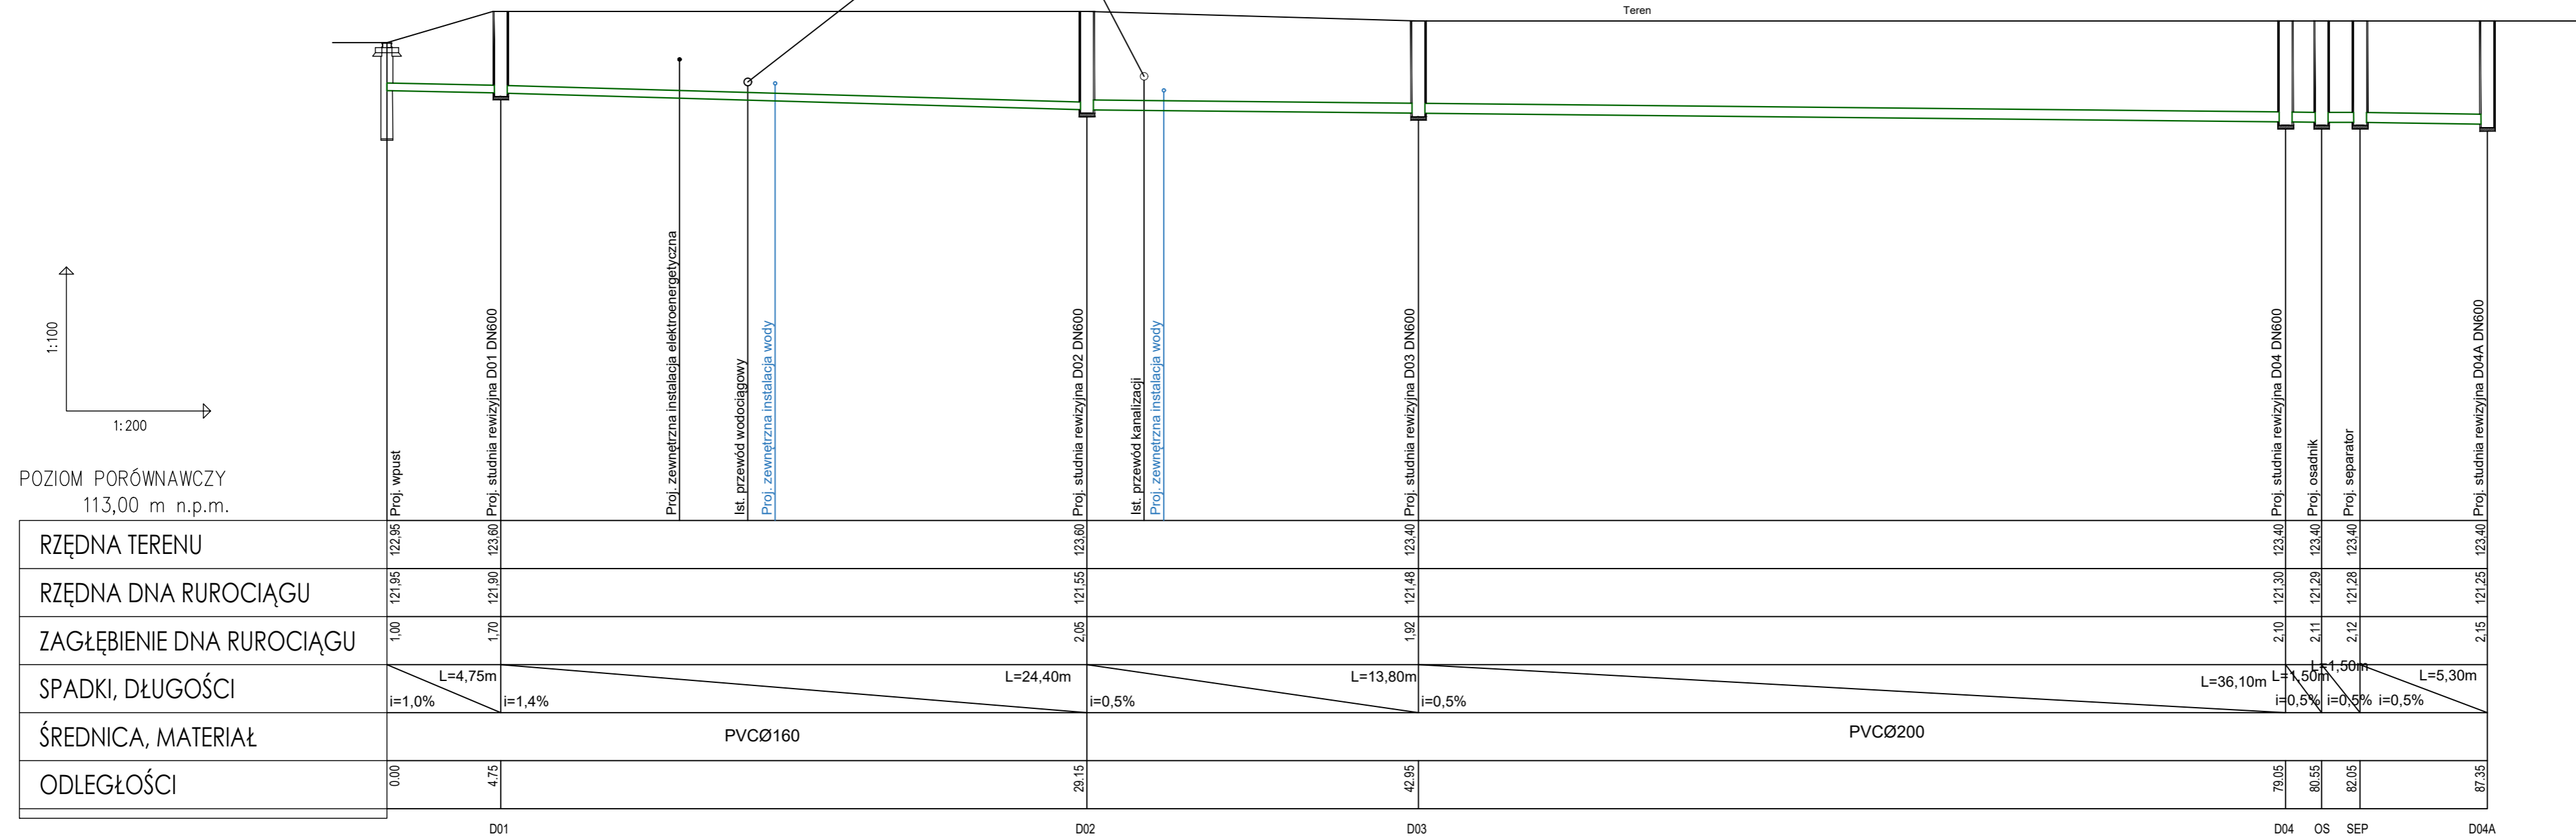 Teren
1:100
1:200
POZIOM PORÓWNAWCZY
113,00 m n.p.m.
Proj. wpust
Proj. studnia rewizyjna D01 DN600
Proj. zewnętrzna instalacja elektroenergetyczna
Ist. przewód wodociągowy
Proj. zewnętrzna instalacja wody
Proj. studnia rewizyjna D02 DN600
Ist. przewód kanalizacji
Proj. zewnętrzna instalacja wody
Proj. studnia rewizyjna D03 DN600
Proj. studnia rewizyjna D04 DN600
Proj. osadnik
Proj. separator
Proj. studnia rewizyjna D04A DN600
RZĘDNA TERENU
122,95 123,60 123,60 123,40 123,40 123,40 123,40 123,40
RZĘDNA DNA RUROCIĄGU
121,95 121,90 121,55 121,48 121,30 121,29 121,28 121,25
ZAGŁĘBIENIE DNA RUROCIĄGU
1,00 1,70 2,05 1,92 2,10 2,11 2,12 2,15
SPADKI, DŁUGOŚCI
L=4,75m L=24,40m L=13,80m L=36,10m L=1,50m L=1,50m L=5,30m
i=1,0% i=1,4% i=0,5% i=0,5% i=0,5% i=0,5% i=0,5%
ŚREDNICA, MATERIAŁ
PVCØ160 PVCØ200
ODLEGŁOŚCI
0.00 4.75 29.15 42.95 79.05 80.55 82.05 87.35
D01 D02 D03 D04 OS SEP D04A